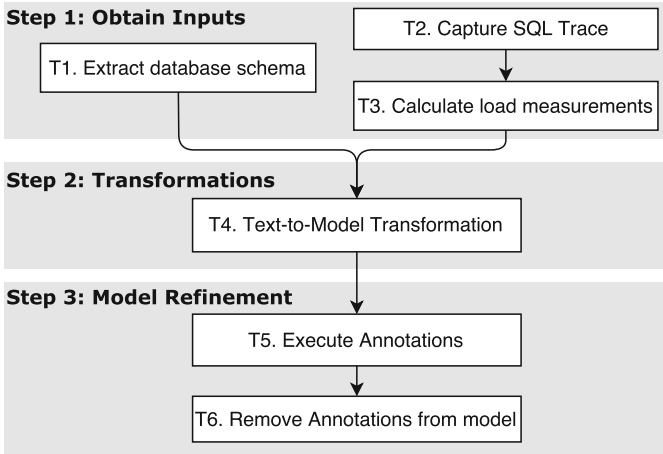 Step 1: Obtain Inputs
T1. Extract database schema
T2. Capture SQL Trace
T3. Calculate load measurements
Step 2: Transformations
T4. Text-to-Model Transformation
Step 3: Model Refinement
T5. Execute Annotations
T6. Remove Annotations from model